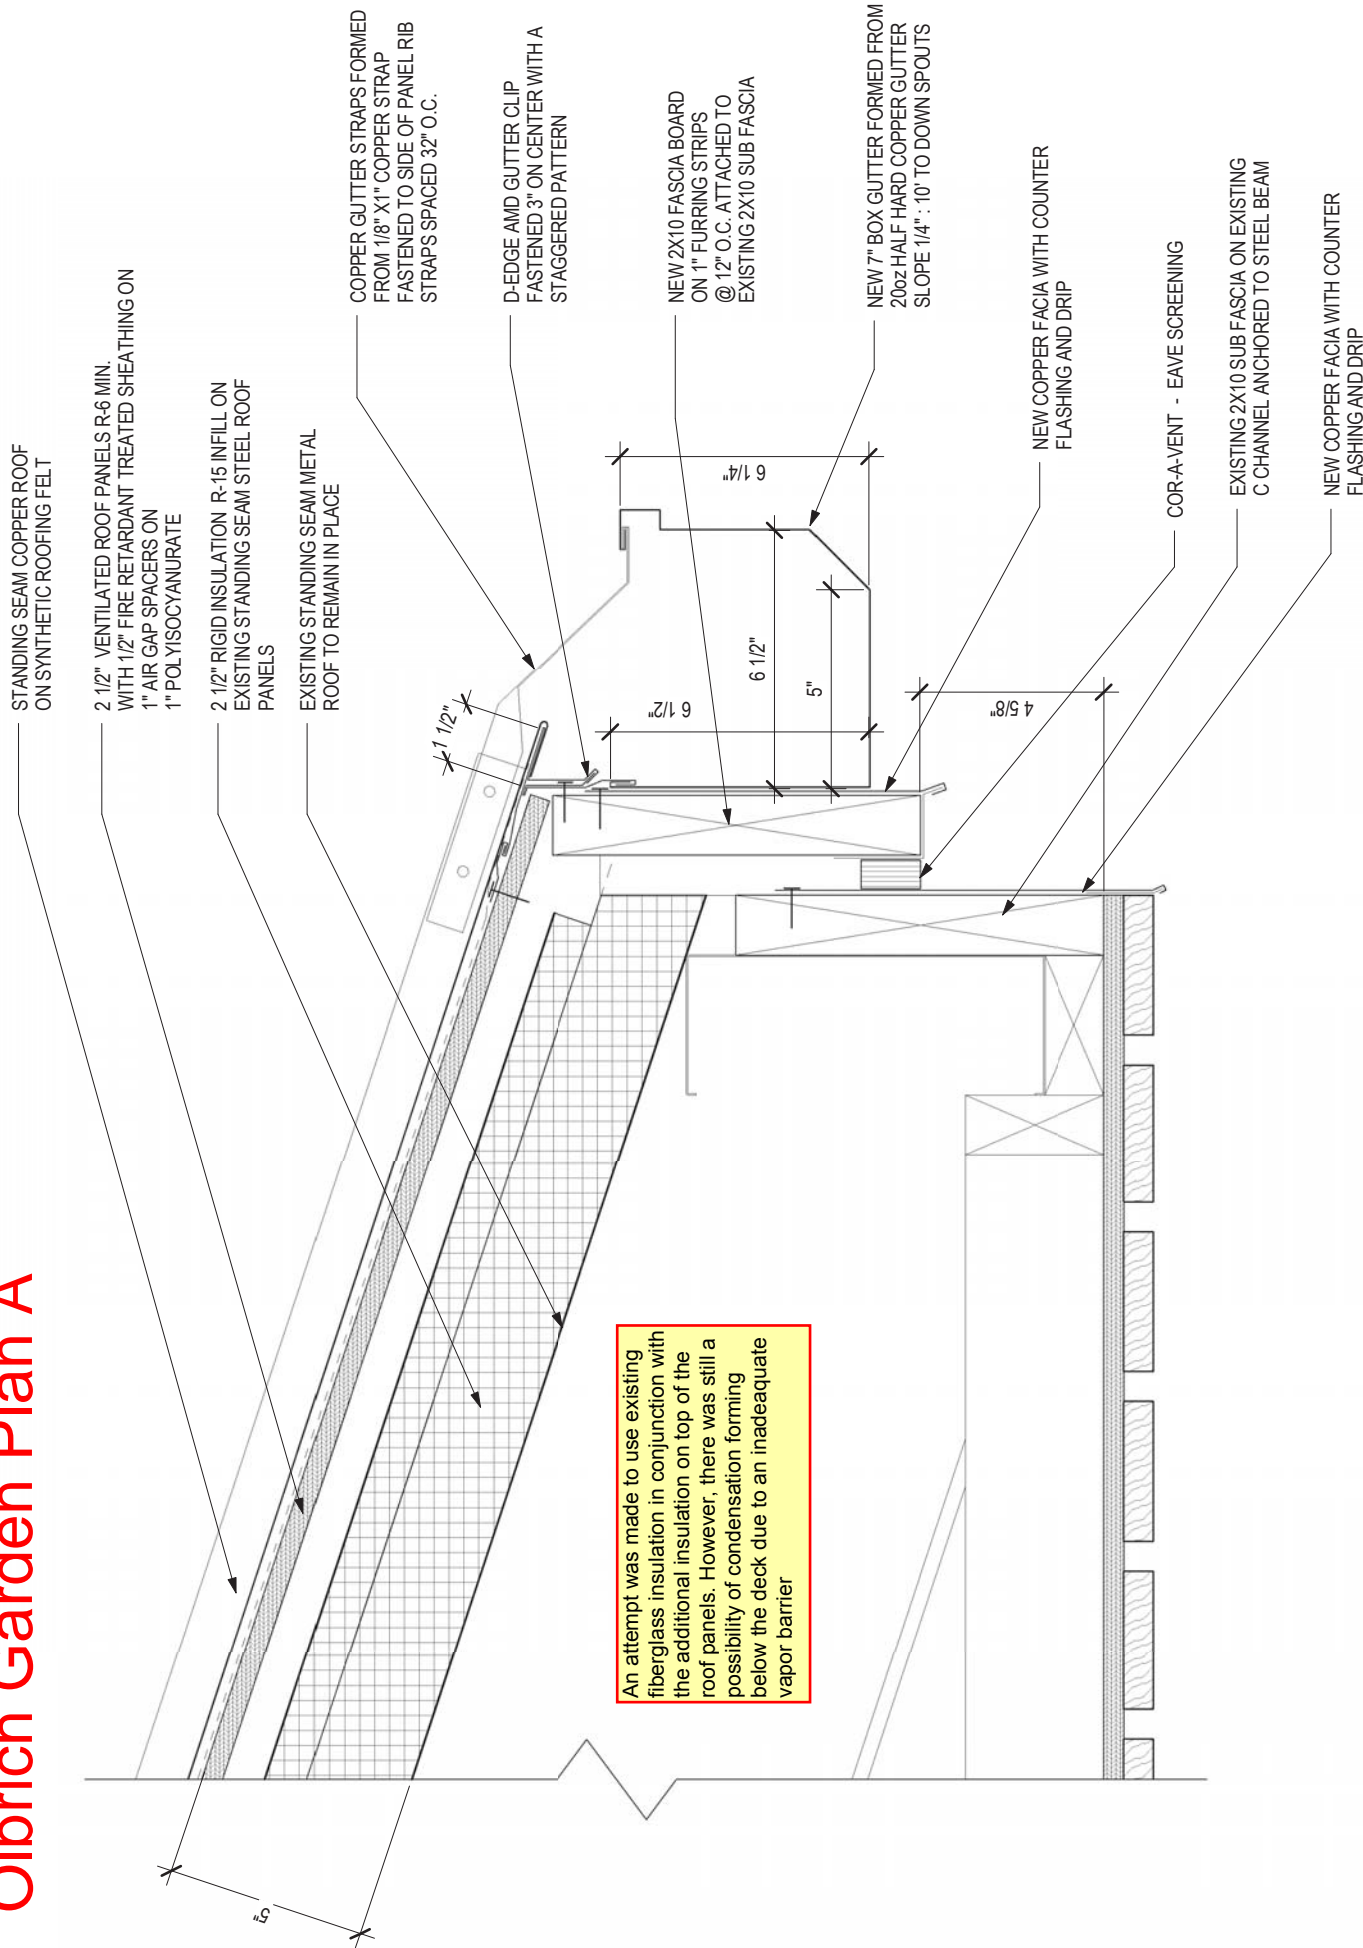 Olbrich Garden Plan A
STANDING SEAM COPPER ROOF
ON SYNTHETIC ROOFING FELT
2 1/2" VENTILATED ROOF PANELS R-6 MIN.
WITH 1/2" FIRE RETARDANT TREATED SHEATHING ON
1" AIR GAP SPACERS ON
1" POLYISOCYANURATE
2 1/2" RIGID INSULATION R-15 INFILL ON
EXISTING STANDING SEAM STEEL ROOF
PANELS
EXISTING STANDING SEAM METAL
ROOF TO REMAIN IN PLACE
COPPER GUTTER STRAPS FORMED
FROM 1/8" X1" COPPER STRAP
FASTENED TO SIDE OF PANEL RIB
STRAPS SPACED 32" O.C.
D-EDGE AMD GUTTER CLIP
FASTENED 3" ON CENTER WITH A
STAGGERED PATTERN
NEW 2X10 FASCIA BOARD
ON 1" FURRING STRIPS
@ 12" O.C. ATTACHED TO
EXISTING 2X10 SUB FASCIA
NEW 7" BOX GUTTER FORMED FROM
20oz HALF HARD COPPER GUTTER
SLOPE 1/4" : 10' TO DOWN SPOUTS
NEW COPPER FACIA WITH COUNTER
FLASHING AND DRIP
COR-A-VENT - EAVE SCREENING
EXISTING 2X10 SUB FASCIA ON EXISTING
C CHANNEL ANCHORED TO STEEL BEAM
NEW COPPER FACIA WITH COUNTER
FLASHING AND DRIP
1 1/2"
6 1/4"
6 1/2"
6 1/2"
5"
4 5/8"
5"
An attempt was made to use existing
fiberglass insulation in conjunction with
the additional insulation on top of the
roof panels. However, there was still a
possibility of condensation forming
below the deck due to an inadeaquate
vapor barrier